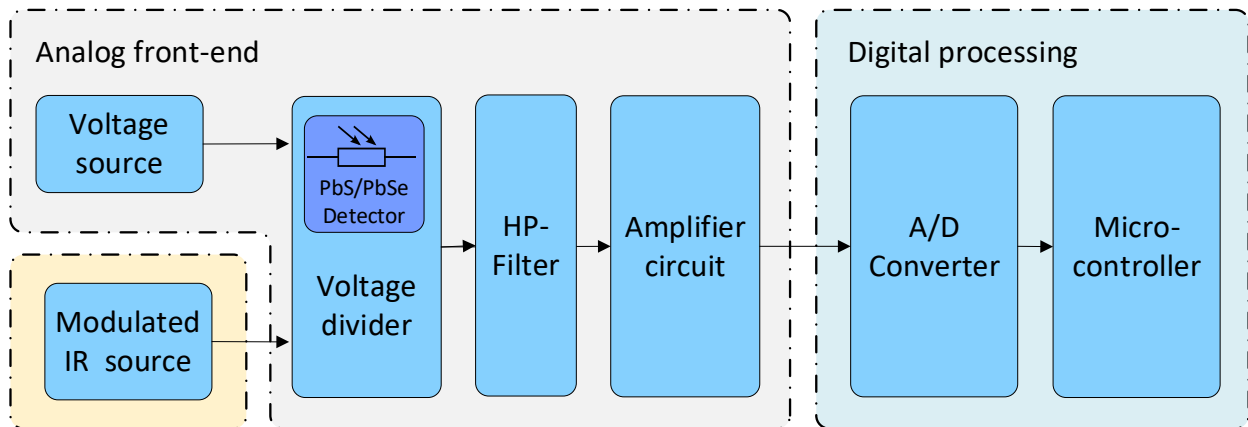 Analog front-end
Digital processing
Voltage
source
PbS/PbSe
Detector
Voltage
divider
HP-
Filter
Amplifier
circuit
A/D
Converter
Micro-
controller
Modulated
IR source